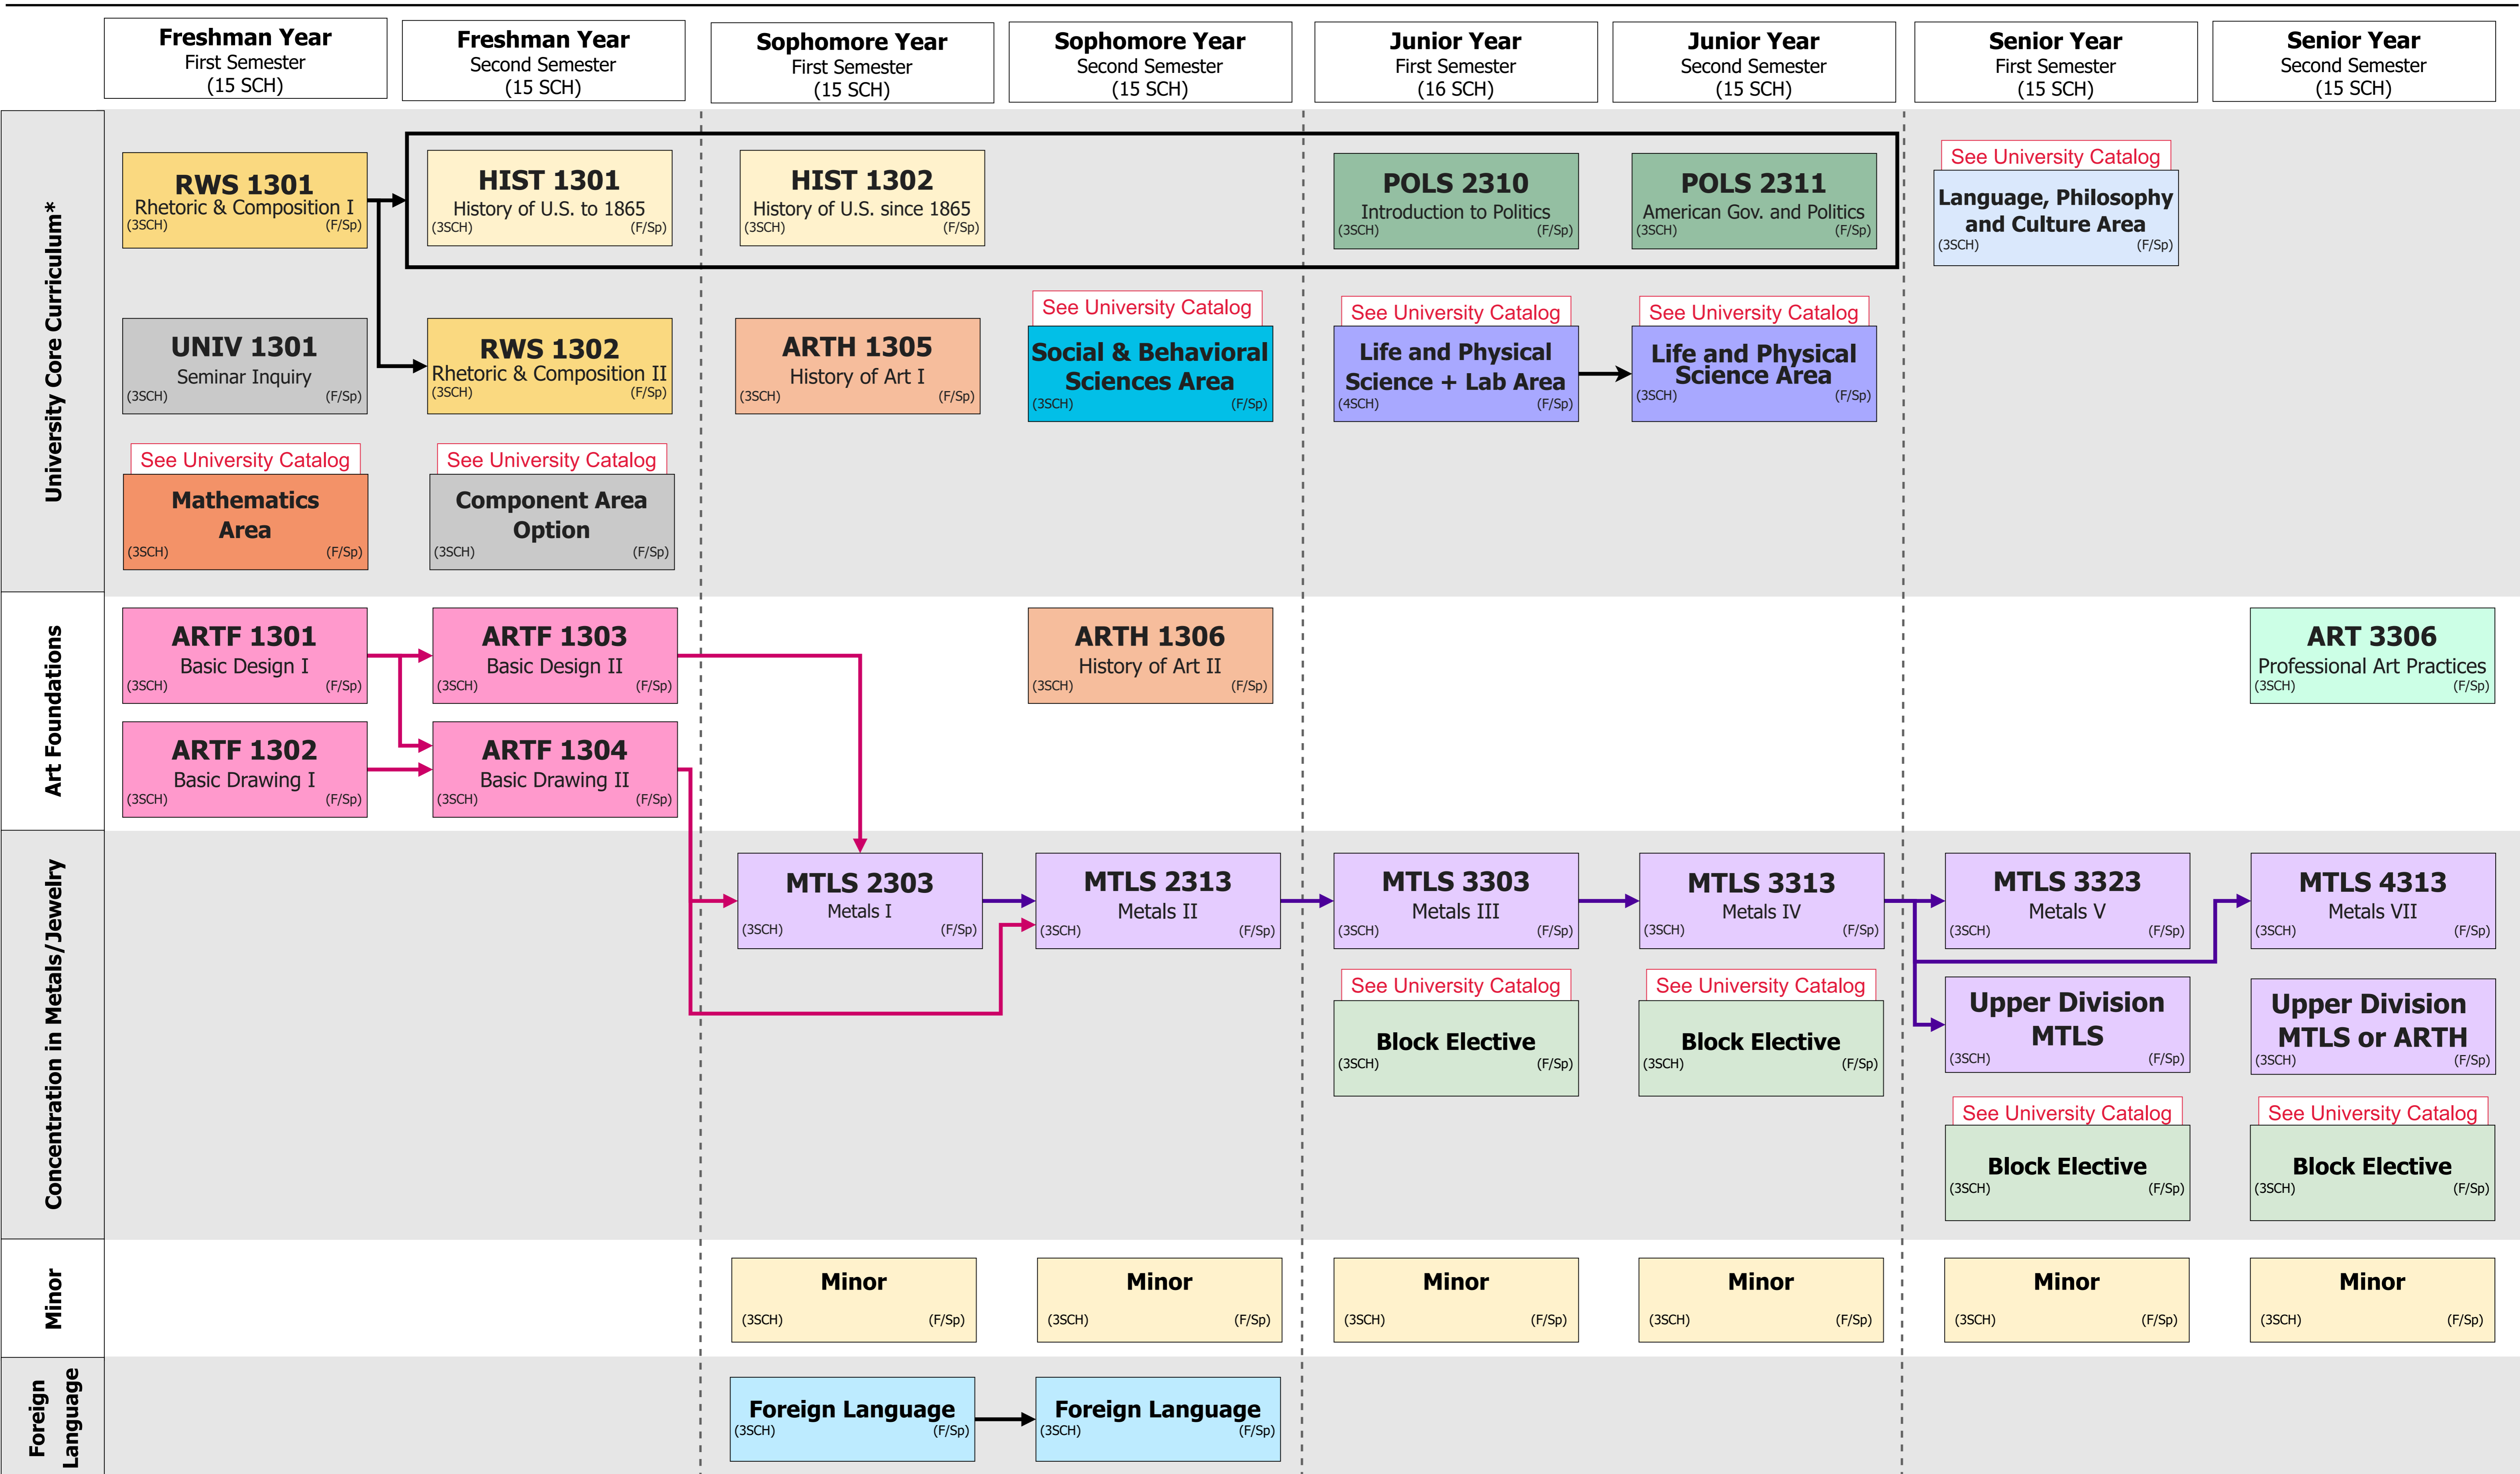 Freshman Year
First Semester
(15 SCH)
Freshman Year
Second Semester
(15 SCH)
Sophomore Year
First Semester
(15 SCH)
Sophomore Year
Second Semester
(15 SCH)
Junior Year
First Semester
(16 SCH)
Junior Year
Second Semester
(15 SCH)
Senior Year
First Semester
(15 SCH)
Senior Year
Second Semester
(15 SCH)
University Core Curriculum*
RWS 1301
Rhetoric & Composition I
(3SCH) (F/Sp)
HIST 1301
History of U.S. to 1865
(3SCH) (F/Sp)
HIST 1302
History of U.S. since 1865
(3SCH) (F/Sp)
POLS 2310
Introduction to Politics
(3SCH) (F/Sp)
POLS 2311
American Gov. and Politics
(3SCH) (F/Sp)
See University Catalog
Language, Philosophy
and Culture Area
(3SCH) (F/Sp)
UNIV 1301
Seminar Inquiry
(3SCH) (F/Sp)
RWS 1302
Rhetoric & Composition II
(3SCH) (F/Sp)
ARTH 1305
History of Art I
(3SCH) (F/Sp)
See University Catalog
Social & Behavioral
Sciences Area
(3SCH) (F/Sp)
See University Catalog
Life and Physical
Science + Lab Area
(4SCH) (F/Sp)
See University Catalog
Life and Physical
Science Area
(3SCH) (F/Sp)
See University Catalog
Mathematics
Area
(3SCH) (F/Sp)
See University Catalog
Component Area
Option
(3SCH) (F/Sp)
Art Foundations
ARTF 1301
Basic Design I
(3SCH) (F/Sp)
ARTF 1303
Basic Design II
(3SCH) (F/Sp)
ARTH 1306
History of Art II
(3SCH) (F/Sp)
ART 3306
Professional Art Practices
(3SCH) (F/Sp)
ARTF 1302
Basic Drawing I
(3SCH) (F/Sp)
ARTF 1304
Basic Drawing II
(3SCH) (F/Sp)
Concentration in Metals/Jewelry
MTLS 2303
Metals I
(3SCH) (F/Sp)
MTLS 2313
Metals II
(3SCH) (F/Sp)
MTLS 3303
Metals III
(3SCH) (F/Sp)
MTLS 3313
Metals IV
(3SCH) (F/Sp)
MTLS 3323
Metals V
(3SCH) (F/Sp)
MTLS 4313
Metals VII
(3SCH) (F/Sp)
See University Catalog
Block Elective
(3SCH) (F/Sp)
See University Catalog
Block Elective
(3SCH) (F/Sp)
Upper Division
MTLS
(3SCH) (F/Sp)
Upper Division
MTLS or ARTH
(3SCH) (F/Sp)
See University Catalog
Block Elective
(3SCH) (F/Sp)
See University Catalog
Block Elective
(3SCH) (F/Sp)
Minor
Minor
(3SCH) (F/Sp)
Minor
(3SCH) (F/Sp)
Minor
(3SCH) (F/Sp)
Minor
(3SCH) (F/Sp)
Minor
(3SCH) (F/Sp)
Minor
(3SCH) (F/Sp)
Foreign
Language
Foreign Language
(3SCH) (F/Sp)
Foreign Language
(3SCH) (F/Sp)